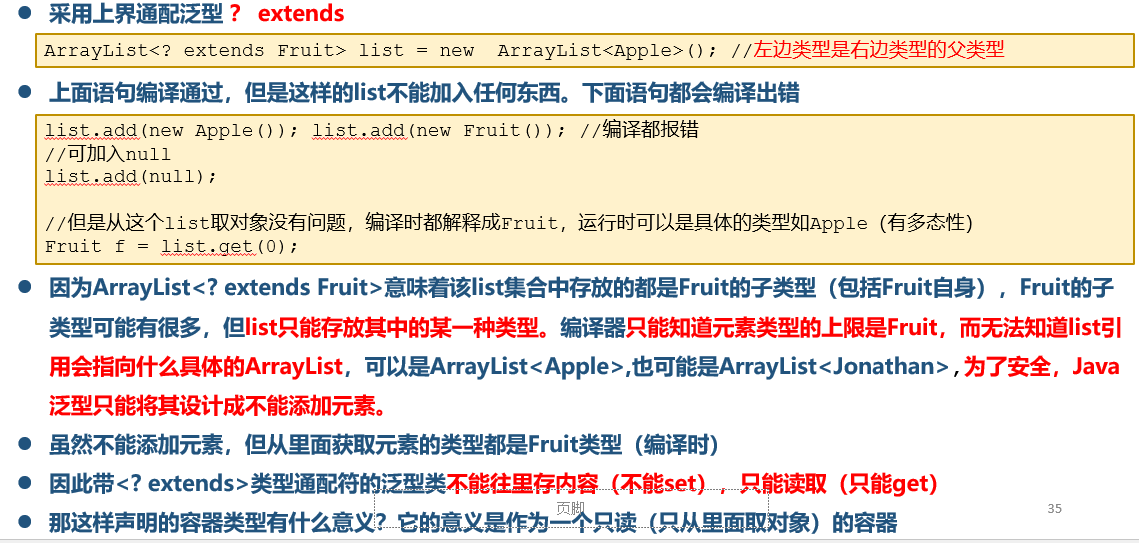 采用上界通配泛型？ extends
ArrayList<? extends Fruit> list = new  ArrayList<Apple>(); //左边类型是右边类型的父类型
上面语句编译通过，但是这样的list不能加入任何东西。下面语句都会编译出错
list.add(new Apple()); list.add(new Fruit()); //编译都报错
//可加入null
list.add(null);
//但是从这个list取对象没有问题，编译时都解释成Fruit，运行时可以是具体的类型如Apple（有多态性）
Fruit f = list.get(0);
因为ArrayList<? extends Fruit>意味着该list集合中存放的都是Fruit的子类型（包括Fruit自身），Fruit的子
类型可能有很多，但list只能存放其中的某一种类型。编译器只能知道元素类型的上限是Fruit，而无法知道list引
用会指向什么具体的ArrayList，可以是ArrayList<Apple>,也可能是ArrayList<Jonathan>,为了安全，Java
泛型只能将其设计成不能添加元素。
虽然不能添加元素，但从里面获取元素的类型都是Fruit类型（编译时）
因此带<? extends>类型通配符的泛型类不能往里存内容（不能set），只能读取（只能get）
页脚
35
那这样声明的容器类型有什么意义？它的意义是作为一个只读（只从里面取对象）的容器